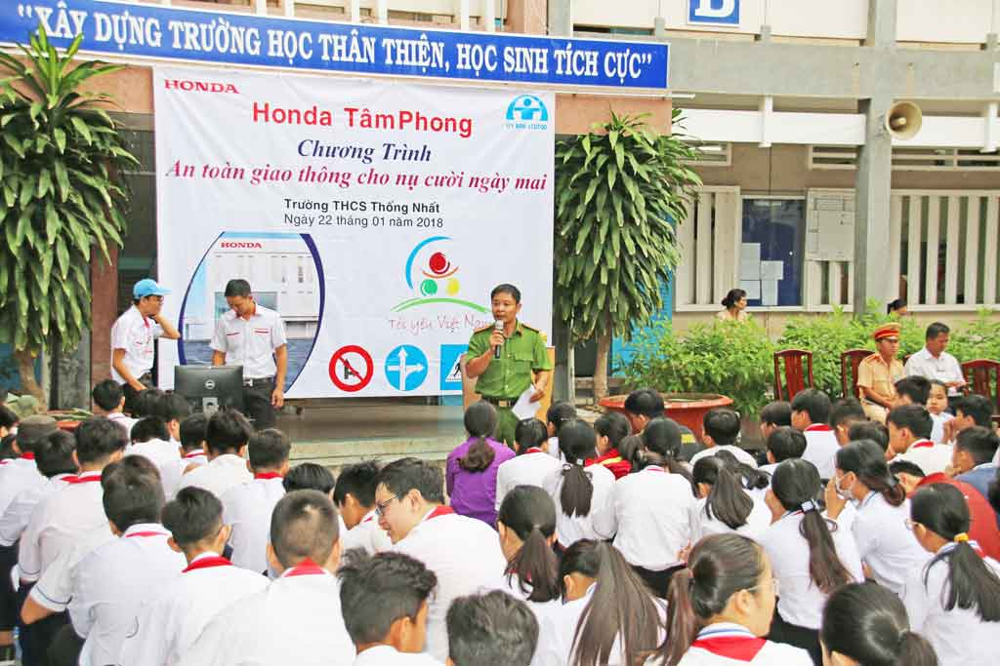 B
“XÂY DỰNG TRƯỜNG HỌC THÂN THIỆN, HỌC SINH TÍCH CỰC”
HONDA
Honda TâmPhong
Chương Trình
An toàn giao thông cho nụ cười ngày mai
Trường THCS Thống Nhất
Ngày 22 tháng 01 năm 2018
HONDA
Tôi yêu Việt Nam
DELL